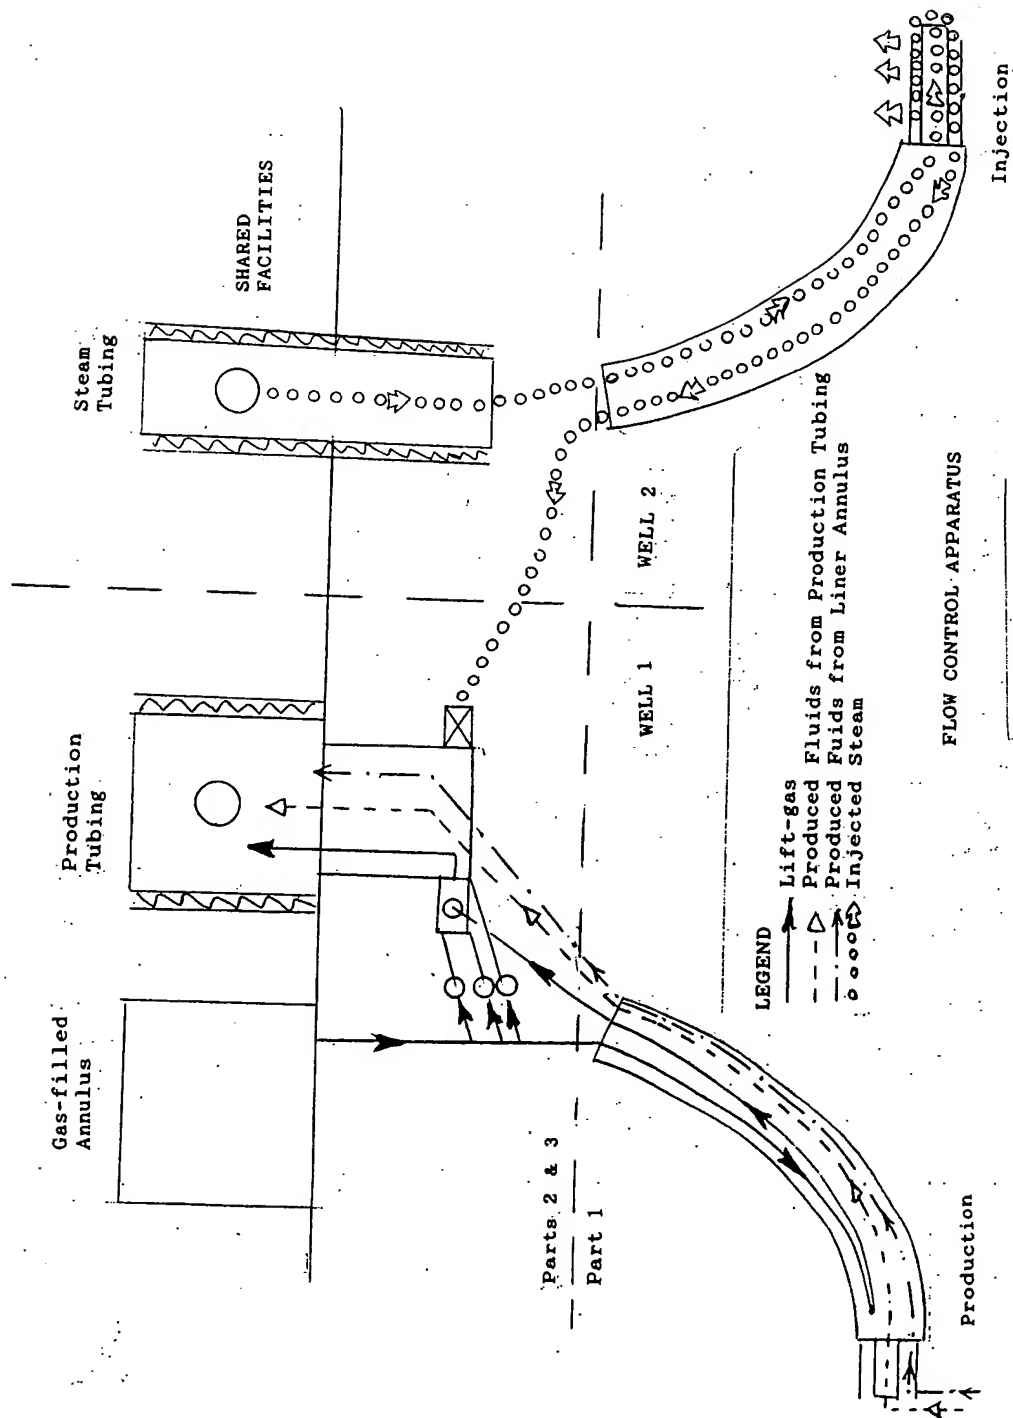 Gas-filled
Annulus
Production
Tubing
Steam
Tubing
SHARED
FACILITIES
Parts 2 & 3
Part 1
WELL 1
WELL 2
Production
Injection
LEGEND
Lift-gas
Produced Fluids from Production Tubing
Produced Fuids from Liner Annulus
Injected Steam
FLOW CONTROL APPARATUS